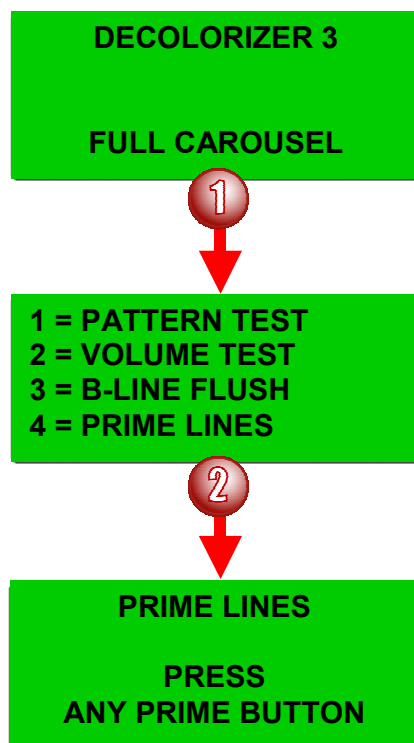 DECOLORIZER 3
FULL CAROUSEL
1
1 = PATTERN TEST
2 = VOLUME TEST
3 = B-LINE FLUSH
4 = PRIME LINES
2
PRIME LINES
PRESS
ANY PRIME BUTTON